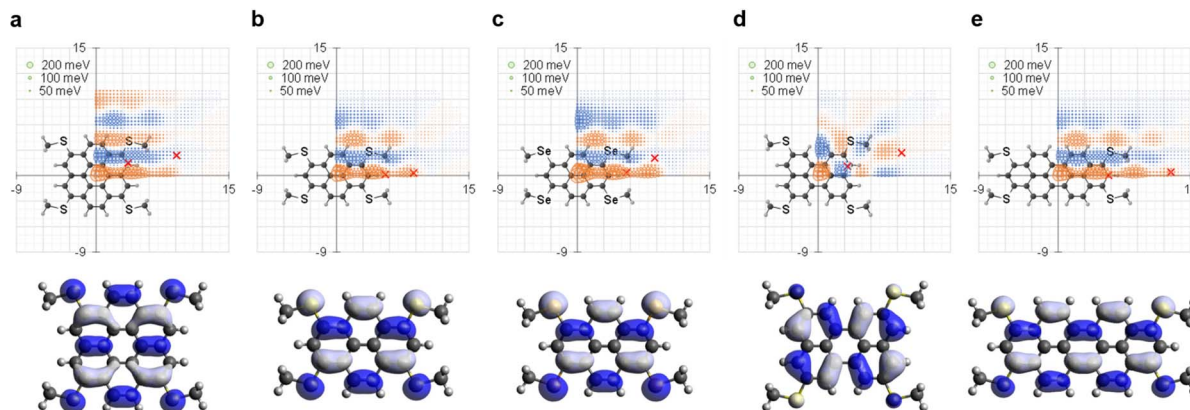 a b c d e
15 15 15 15 15
200 meV 200 meV 200 meV 200 meV 200 meV
100 meV 100 meV 100 meV 100 meV 100 meV
50 meV 50 meV 50 meV 50 meV 50 meV
S S S S Se Se S S S S
-9 15 -9 15 -9 15 -9 15 -9 15
S S S S Se Se S S S S
-9 -9 -9 -9 -9